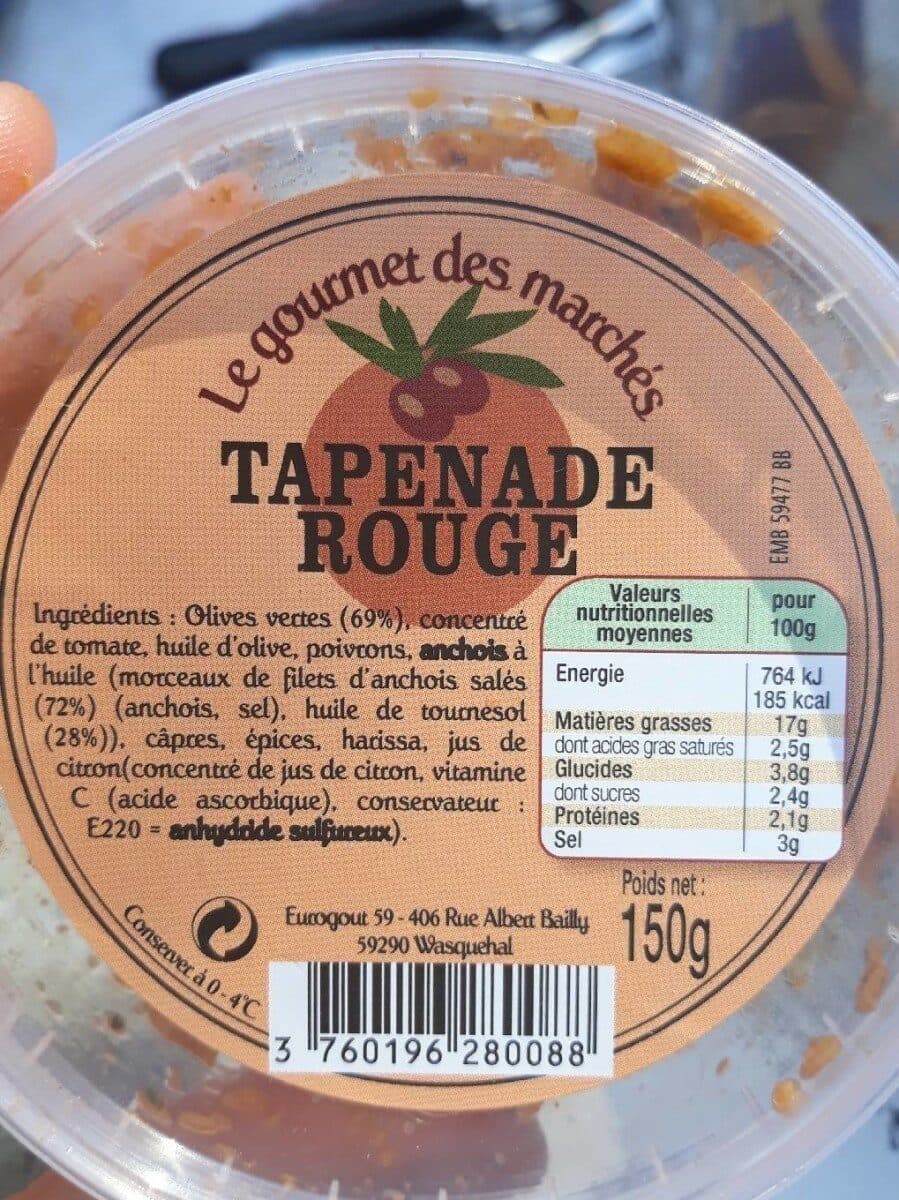 Le gourmet des marchés
TAPENADE
ROUGE
EMB 59477 BB
Ingrédients : Olives vertes (69%), concentré
de tomate, huile d'olive, poivrons, anchois à
l'huile (morceaux de filets d'anchois salés
(72%) (anchois, sel), huile de tournesol
(28%)), câpres, épices, harissa, jus de
citron(concentré de jus de citron, vitamine
C (acide ascorbique), conservateur :
E220 = anhydride sulfureux).
Valeurs
nutritionnelles
moyennes
pour
100g
Energie 764 kJ
185 kcal
Matières grasses 17g
dont acides gras saturés 2,5g
Glucides 3,8g
dont sucres 2,4g
Protéines 2,1g
Sel 3g
Poids net :
150g
Eurogout 59 - 406 Rue Albert Bailly
59290 Wasquehal
Conserver à 0 - 4°C
3 760196 280088